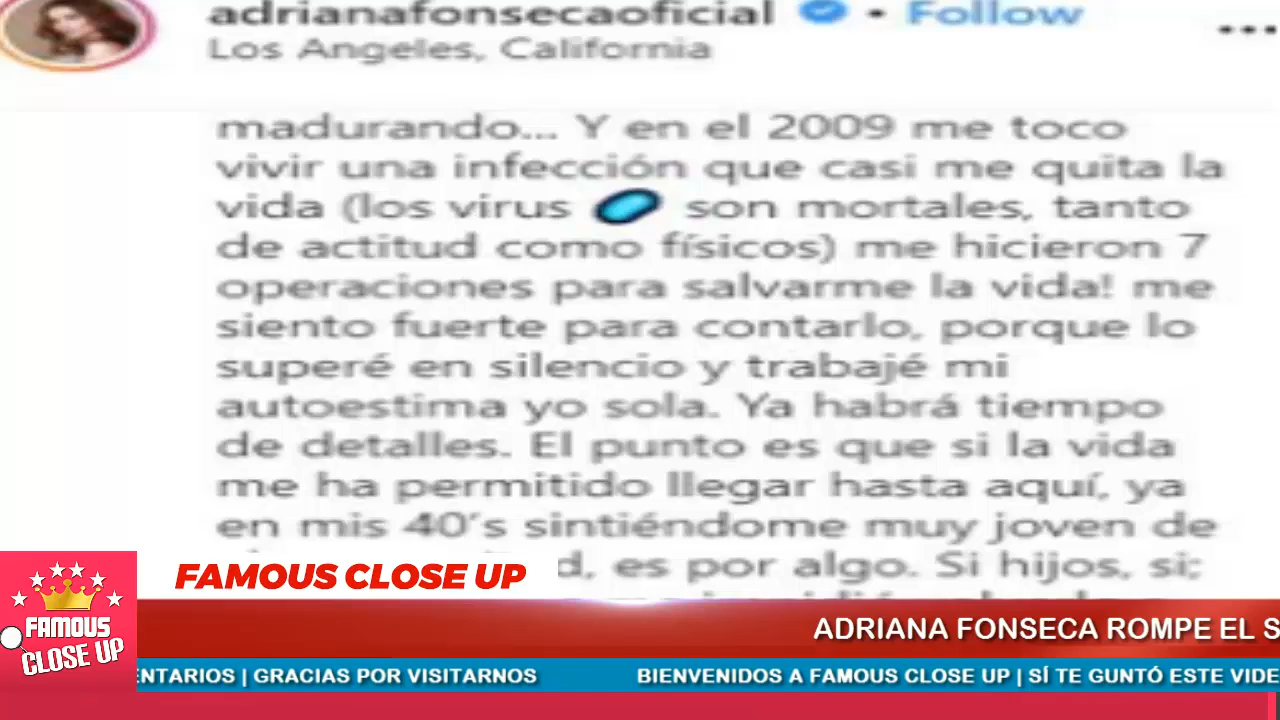 adrianafonsecaoficial • Follow
Los Angeles, California
madurando... Y en el 2009 me toco
vivir una infección que casi me quita la
vida (los virus son mortales, tanto
de actitud como físicos) me hicieron 7
operaciones para salvarme la vida! me
siento fuerte para contarlo, porque lo
superé en silencio y trabajé mi
autoestima yo sola. Ya habrá tiempo
de detalles. El punto es que si la vida
me ha permitido llegar hasta aquí, ya
en mis 40's sintiéndome muy joven de
d, es por algo. Si hijos, si;
FAMOUS CLOSE UP
FAMOUS
CLOSE UP
ADRIANA FONSECA ROMPE EL S
ENTARIOS | GRACIAS POR VISITARNOS BIENVENIDOS A FAMOUS CLOSE UP | SÍ TE GUNTÓ ESTE VIDE